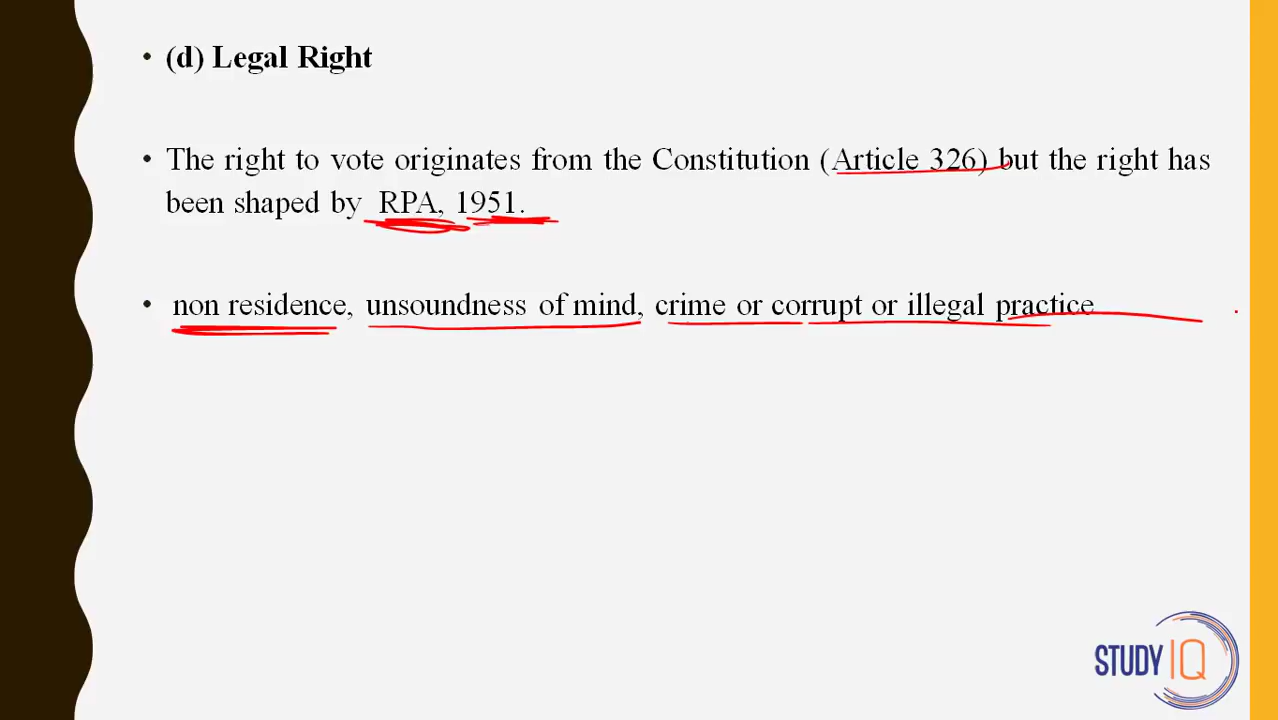 • (d) Legal Right
• The right to vote originates from the Constitution (Article 326) but the right has
been shaped by RPA, 1951.
• non residence, unsoundness of mind, crime or corrupt or illegal practice
STUDY IQ